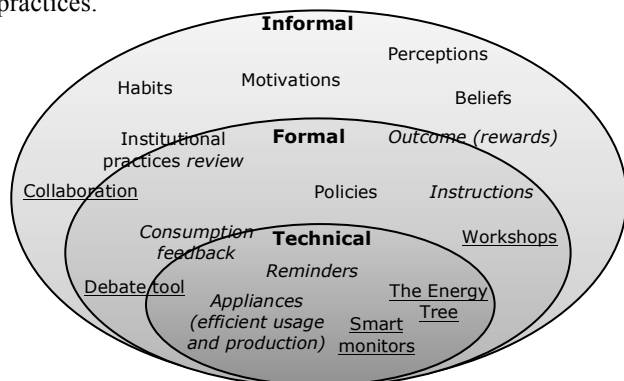 practices.
Informal
Perceptions
Motivations
Habits
Beliefs
Formal
Institutional
practices review
Outcome (rewards)
Collaboration
Policies
Instructions
Consumption
feedback
Technical
Workshops
Reminders
Debate tool
The Energy
Tree
Appliances
(efficient usage
and production)
Smart
monitors